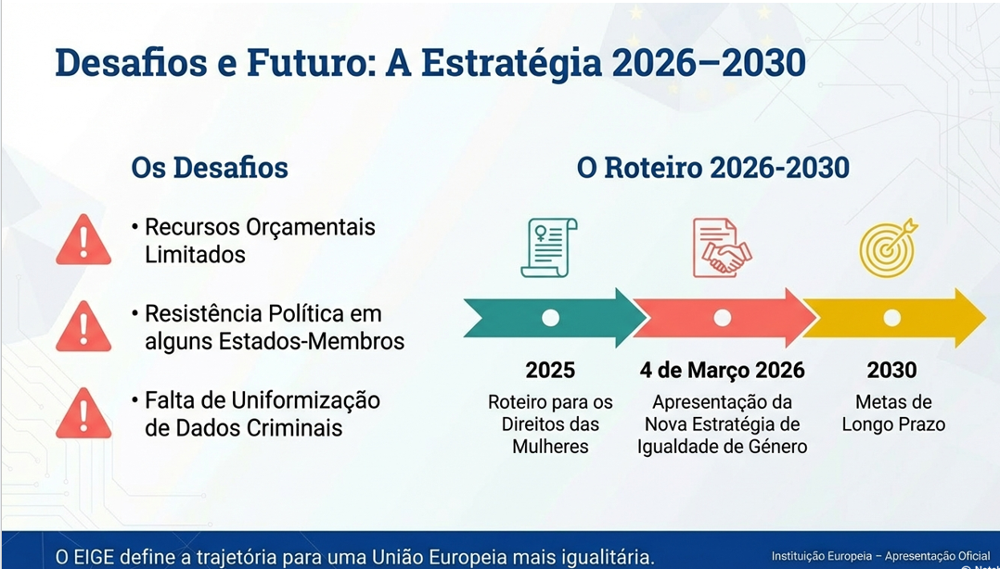 Desafios e Futuro: A Estratégia 2026–2030
Os Desafios
• Recursos Orçamentais
Limitados
• Resistência Política em
alguns Estados-Membros
• Falta de Uniformização
de Dados Criminais
O Roteiro 2026-2030
2025
Roteiro para os
Direitos das
Mulheres
4 de Março 2026
Apresentação da
Nova Estratégia de
Igualdade de Género
2030
Metas de
Longo Prazo
O EIGE define a trajetória para uma União Europeia mais igualitária.
Instituição Europeia – Apresentação Oficial